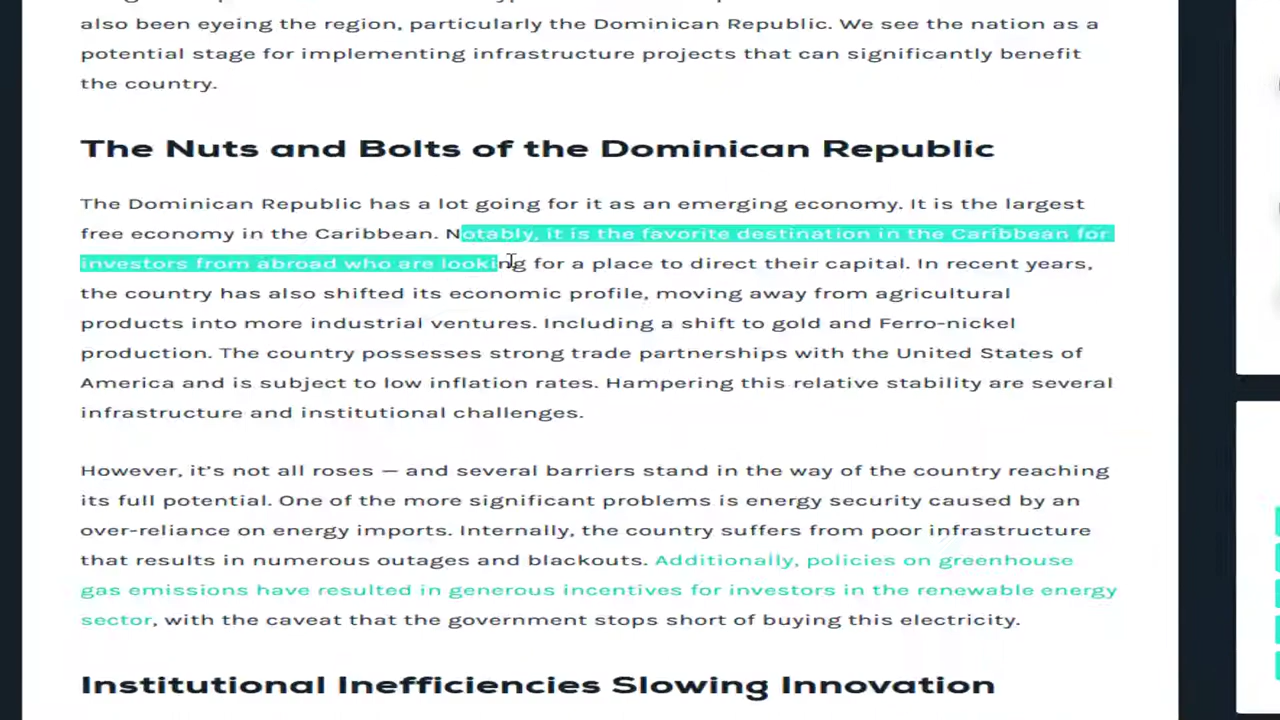 also been eyeing the region, particularly the Dominican Republic. We see the nation as a
potential stage for implementing infrastructure projects that can significantly benefit
the country.
The Nuts and Bolts of the Dominican Republic
The Dominican Republic has a lot going for it as an emerging economy. It is the largest
free economy in the Caribbean. Notably, it is the favorite destination in the Caribbean for
investors from abroad who are looking for a place to direct their capital. In recent years,
the country has also shifted its economic profile, moving away from agricultural
products into more industrial ventures. Including a shift to gold and Ferro-nickel
production. The country possesses strong trade partnerships with the United States of
America and is subject to low inflation rates. Hampering this relative stability are several
infrastructure and institutional challenges.
However, it’s not all roses — and several barriers stand in the way of the country reaching
its full potential. One of the more significant problems is energy security caused by an
over-reliance on energy imports. Internally, the country suffers from poor infrastructure
that results in numerous outages and blackouts. Additionally, policies on greenhouse
gas emissions have resulted in generous incentives for investors in the renewable energy
sector, with the caveat that the government stops short of buying this electricity.
Institutional Inefficiencies Slowing Innovation